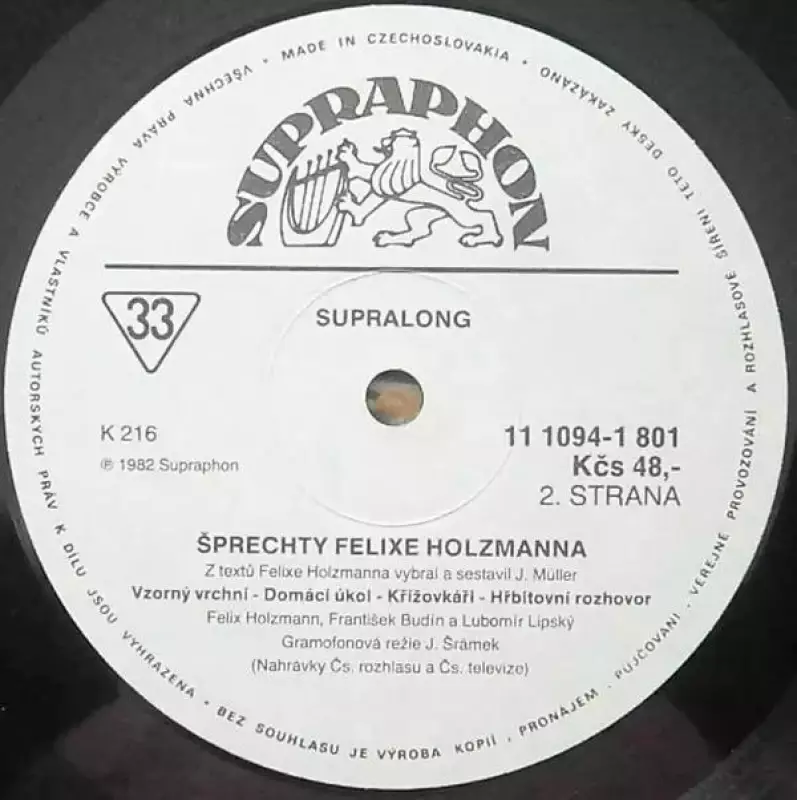 MADE IN CZECHOSLOVAKIA • VŠECHNA PRÁVA VÝROBCE A VLASTNÍKŮ AUTORSKÝCH PRÁV K DÍLU JSOU VYHRAZENA • BEZ SOUHLASU JE VÝROBA KOPIÍ, PRONÁJEM, PŮJČOVÁNÍ, VEŘEJNÉ PROVOZOVÁNÍ A ROZHLASOVÉ ŠÍŘENÍ TÉTO DESKY ZAKÁZÁNO •
SUPRAPHON
33
SUPRALONG
K 216
℗ 1982 Supraphon
11 1094-1 801
Kčs 48,-
2. STRANA
ŠPRECHTY FELIXE HOLZMANNA
Z textů Felixe Holzmanna vybral a sestavil J. Müller
Vzorný vrchní - Domácí úkol - Křížovkáři - Hřbitovní rozhovor
Felix Holzmann, František Budín a Lubomír Lipský
Gramofonová režie J. Šrámek
(Nahrávky Čs. rozhlasu a Čs. televize)